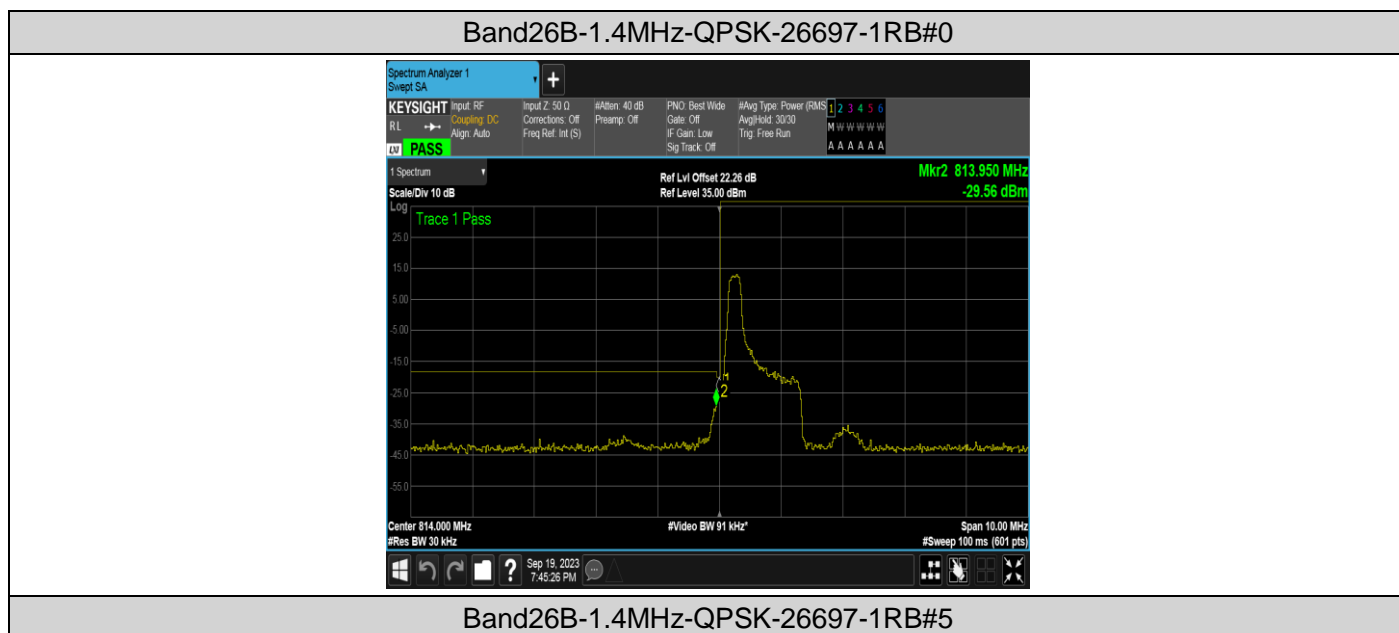 Band26B-1.4MHz-QPSK-26697-1RB#0
Spectrum Analyzer 1
Swept SA
+
KEYSIGHT Input: RF Input Z: 50 Ω #Atten: 40 dB PNO: Best Wide #Avg Type: Power (RMS 1 2 3 4 5 6
RL Coupling: DC Corrections: Off Preamp: Off Gate: Off Avg|Hold: 30/30 M W W W W W
Align: Auto Freq Ref: Int (S) IF Gain: Low Trig: Free Run
LV PASS Sig Track: Off A A A A A A
1 Spectrum Ref Lvl Offset 22.26 dB Mkr2 813.950 MHz
Scale/Div 10 dB Ref Level 35.00 dBm -29.56 dBm
Log
Trace 1 Pass
25.0
15.0
5.00
-5.00
-15.0
1
-25.0
2
-35.0
-45.0
-55.0
Center 814.000 MHz #Video BW 91 kHz* Span 10.00 MHz
#Res BW 30 kHz #Sweep 100 ms (601 pts)
? Sep 19, 2023
7:45:26 PM
Band26B-1.4MHz-QPSK-26697-1RB#5